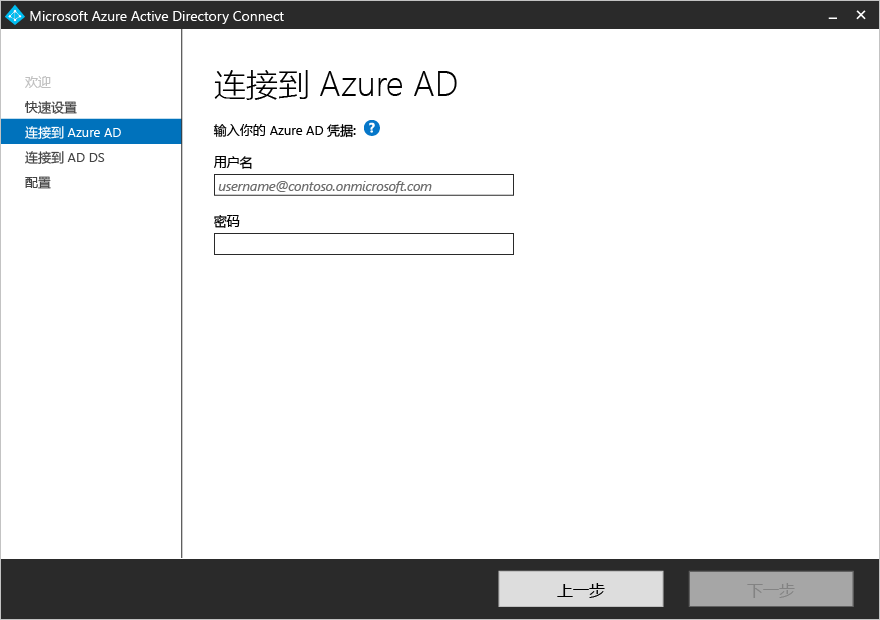 Microsoft Azure Active Directory Connect
欢迎
快速设置
连接到 Azure AD
连接到 AD DS
配置
连接到 Azure AD
输入你的 Azure AD 凭据: ?
用户名
username@contoso.onmicrosoft.com
密码
上一步
下一步